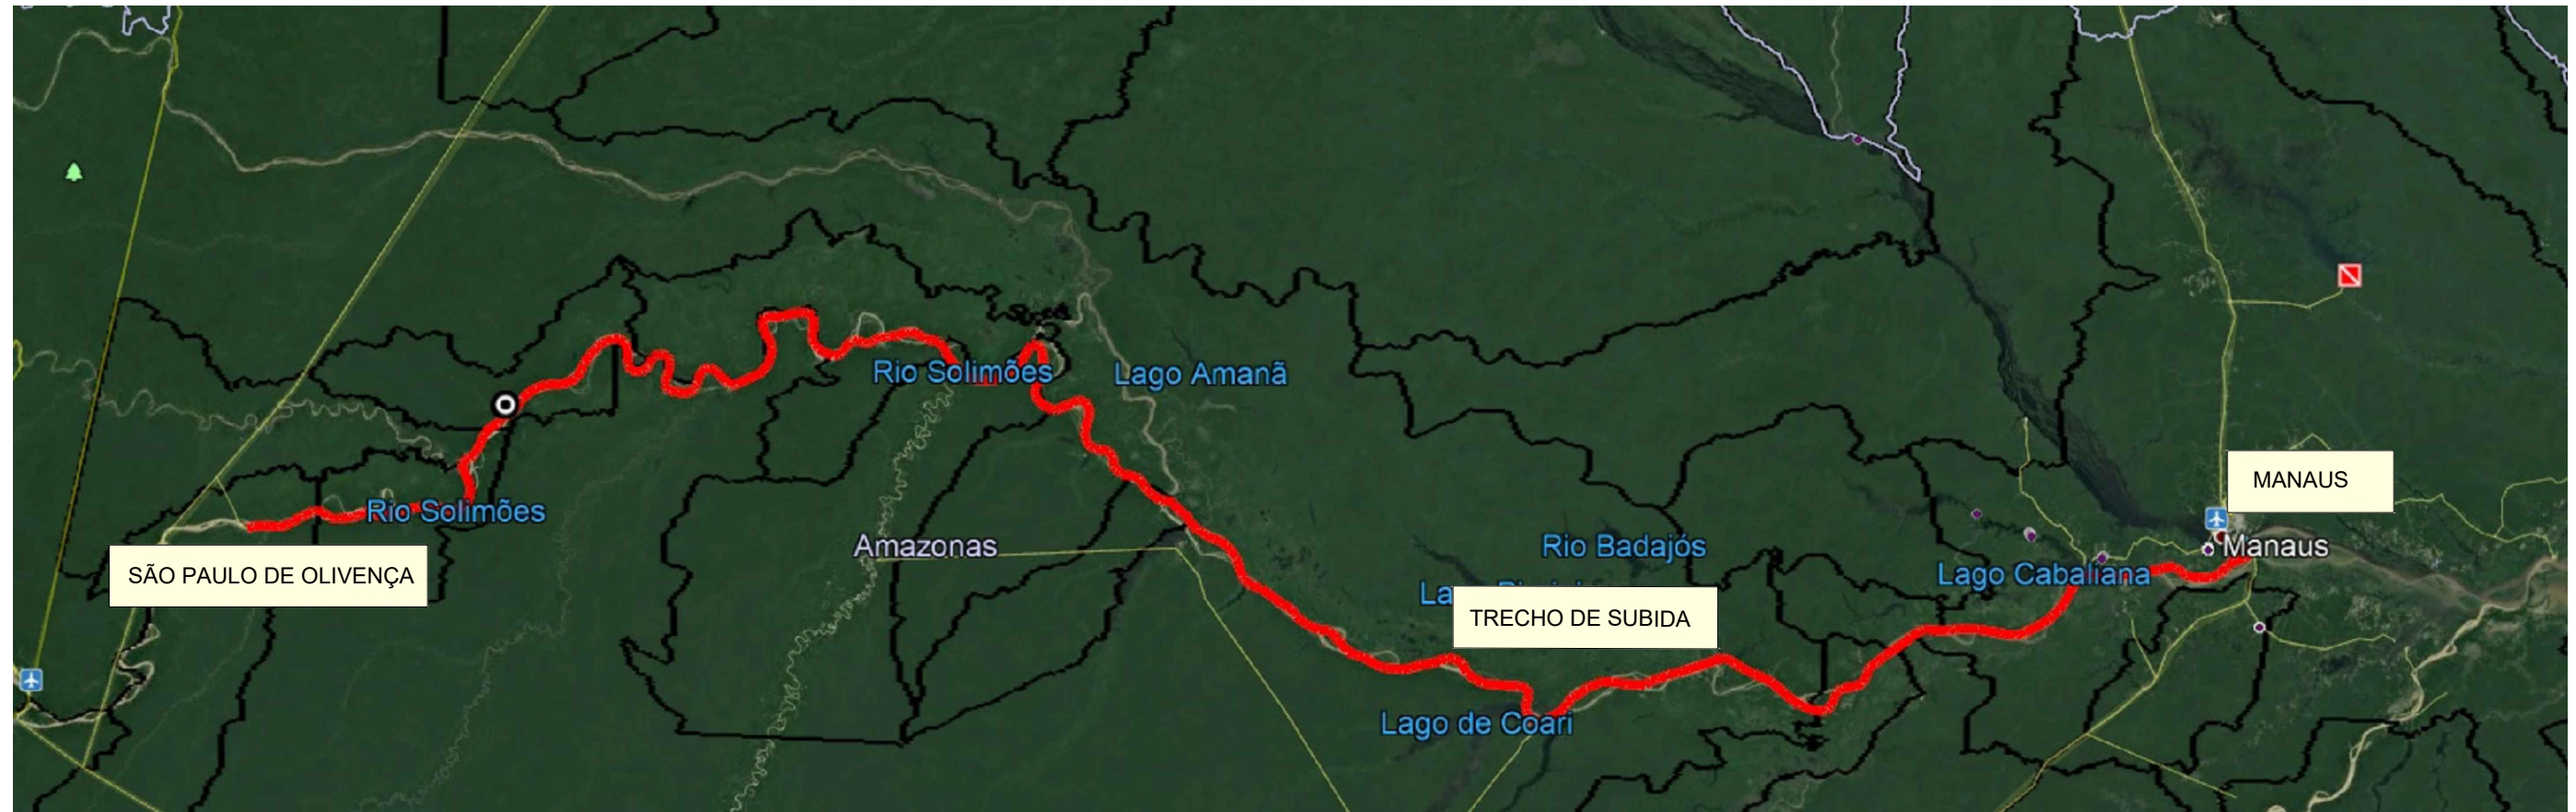 Rio Solimões
Lago Amanã
MANAUS
Rio Solimões
Amazonas
Rio Badajós
Manaus
SÃO PAULO DE OLIVENÇA
Lago Cabaliana
TRECHO DE SUBIDA
Lago de Coari